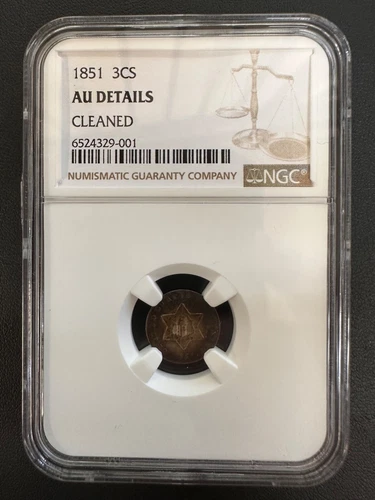 1851 3CS
AU DETAILS
CLEANED
6524329-001
NUMISMATIC GUARANTY COMPANY
NGC®